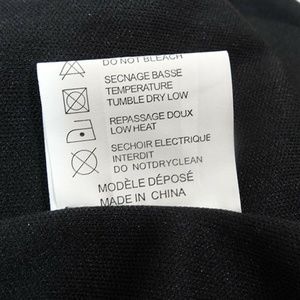 DO NOT BLEACH
SECNAGE BASSE
TEMPERATURE
TUMBLE DRY LOW
REPASSAGE DOUX
LOW HEAT
SECHOIR ELECTRIQUE
INTERDIT
DO NOTDRYCLEAN
MODÈLE DÉPOSÉ
MADE IN CHINA